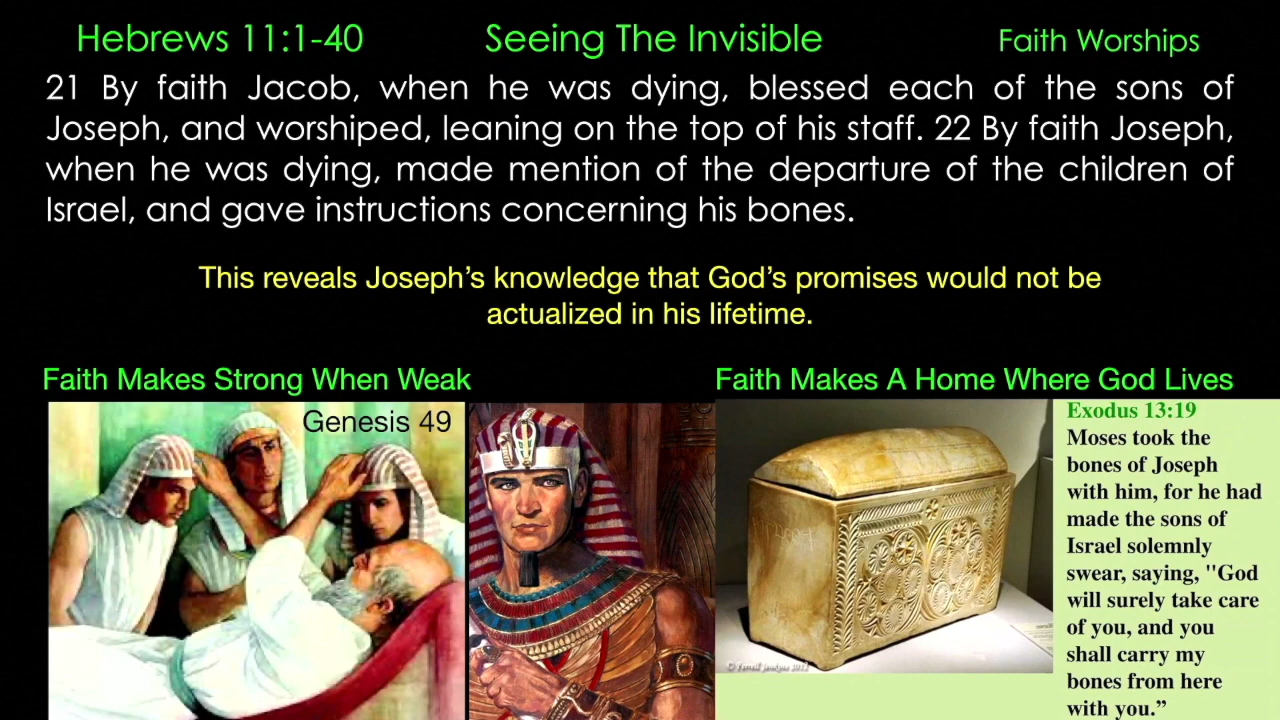 Hebrews 11:1-40 Seeing The Invisible Faith Worships
21 By faith Jacob, when he was dying, blessed each of the sons of
Joseph, and worshiped, leaning on the top of his staff. 22 By faith Joseph,
when he was dying, made mention of the departure of the children of
Israel, and gave instructions concerning his bones.
This reveals Joseph’s knowledge that God’s promises would not be
actualized in his lifetime.
Faith Makes Strong When Weak
Genesis 49
Faith Makes A Home Where God Lives
Exodus 13:19
Moses took the
bones of Joseph
with him, for he had
made the sons of
Israel solemnly
swear, saying, "God
will surely take care
of you, and you
shall carry my
bones from here
with you.”
© Ferrell Jenkins 2012